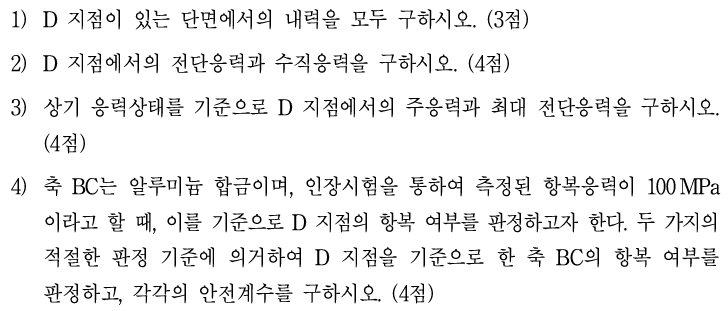 1) D 지점이 있는 단면에서의 내력을 모두 구하시오. (3점)
2) D 지점에서의 전단응력과 수직응력을 구하시오. (4점)
3) 상기 응력상태를 기준으로 D 지점에서의 주응력과 최대 전단응력을 구하시오.
(4점)
4) 축 BC는 알루미늄 합금이며, 인장시험을 통하여 측정된 항복응력이 100 MPa
이라고 할 때, 이를 기준으로 D 지점의 항복 여부를 판정하고자 한다. 두 가지의
적절한 판정 기준에 의거하여 D 지점을 기준으로 한 축 BC의 항복 여부를
판정하고, 각각의 안전계수를 구하시오. (4점)